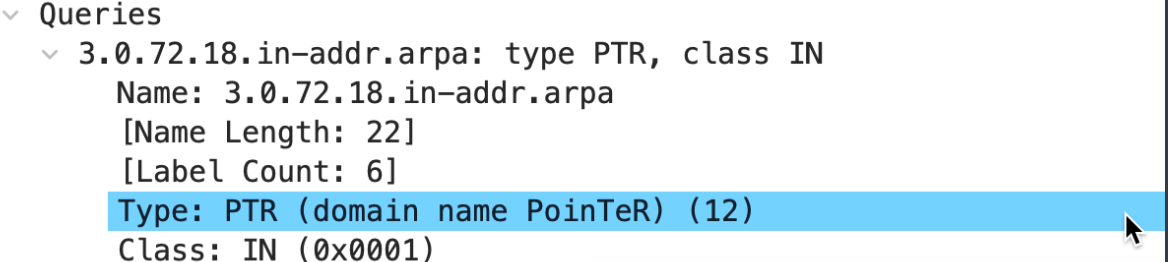 Queries
3.0.72.18.in-addr.arpa: type PTR, class IN
Name: 3.0.72.18.in-addr.arpa
[Name Length: 22]
[Label Count: 6]
Type: PTR (domain name PoinTeR) (12)
Class: IN (0x0001)